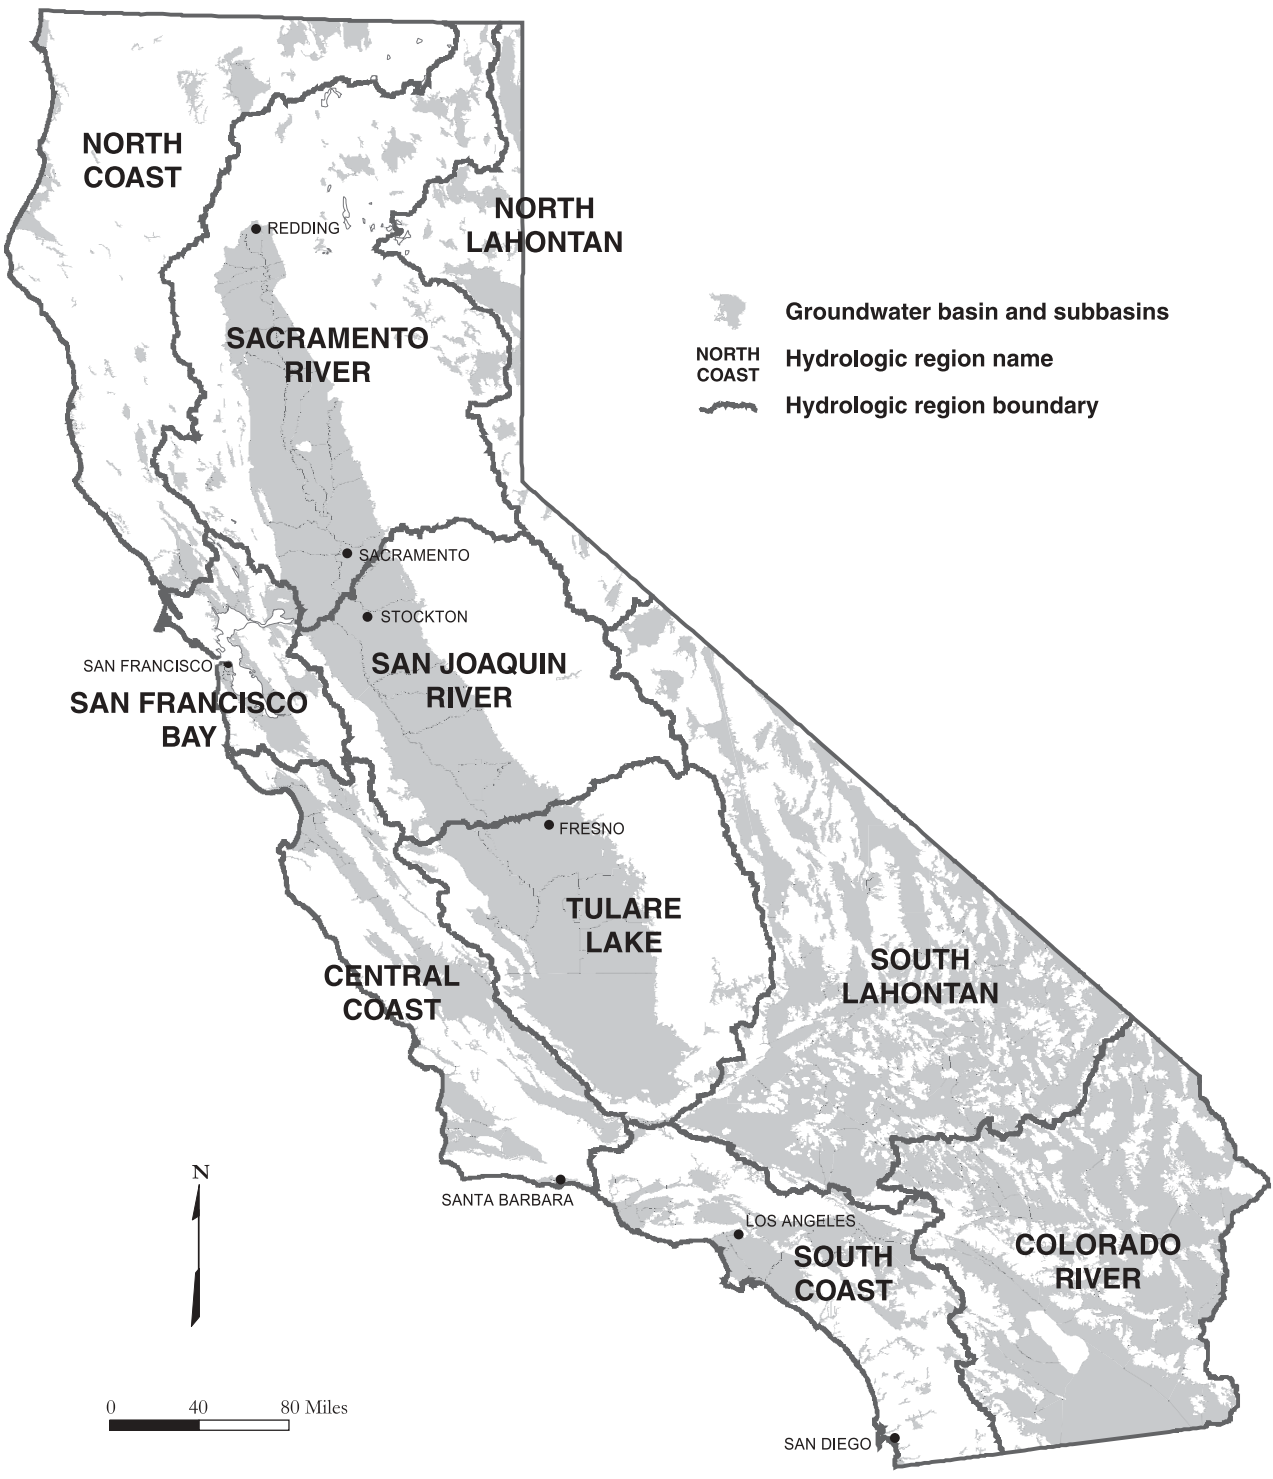 NORTH
COAST
REDDING
NORTH
LAHONTAN
SACRAMENTO
RIVER
Groundwater basin and subbasins
NORTH
COAST
Hydrologic region name
Hydrologic region boundary
SACRAMENTO
STOCKTON
SAN FRANCISCO
SAN FRANCISCO
BAY
SAN JOAQUIN
RIVER
FRESNO
TULARE
LAKE
CENTRAL
COAST
SOUTH
LAHONTAN
N
SANTA BARBARA
LOS ANGELES
SOUTH
COAST
COLORADO
RIVER
0 40 80 Miles
SAN DIEGO